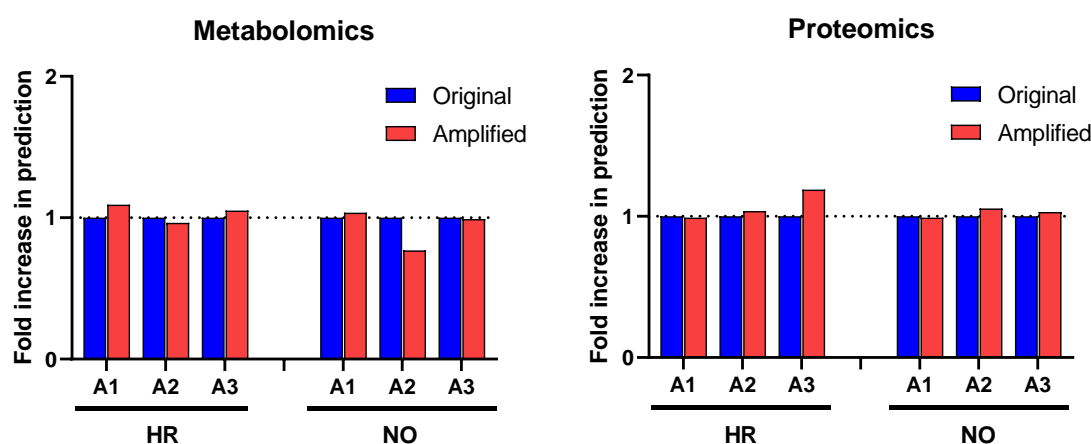 Metabolomics
Fold increase in prediction
2
1
0
Original
Amplified
A1 A2 A3 A1 A2 A3
HR NO
Proteomics
Fold increase in prediction
2
1
0
Original
Amplified
A1 A2 A3 A1 A2 A3
HR NO